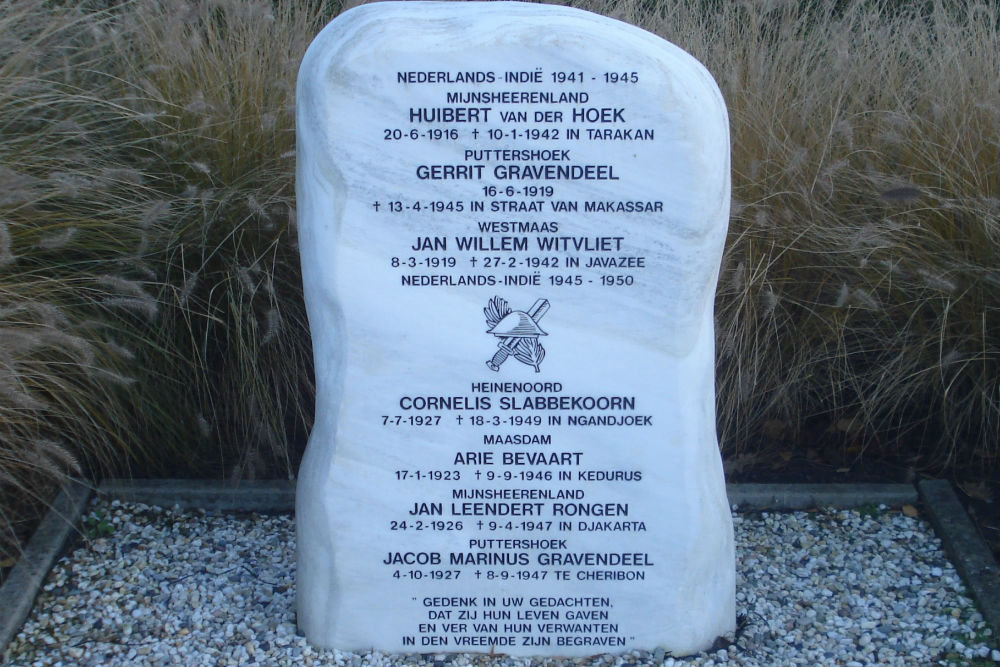 NEDERLANDS-INDIË 1941 - 1945
MIJNSHEERENLAND
HUIBERT VAN DER HOEK
20-6-1916 † 10-1-1942 IN TARAKAN
PUTTERSHOEK
GERRIT GRAVENDEEL
16-6-1919
† 13-4-1945 IN STRAAT VAN MAKASSAR
WESTMAAS
JAN WILLEM WITVLIET
8-3-1919 † 27-2-1942 IN JAVAZEE
NEDERLANDS-INDIË 1945 - 1950
HEINENOORD
CORNELIS SLABBEKOORN
7-7-1927 † 18-3-1949 IN NGANDJOEK
MAASDAM
ARIE BEVAART
17-1-1923 † 9-9-1946 IN KEDURUS
MIJNSHEERENLAND
JAN LEENDERT RONGEN
24-2-1926 † 9-4-1947 IN DJAKARTA
PUTTERSHOEK
JACOB MARINUS GRAVENDEEL
4-10-1927 † 8-9-1947 TE CHERIBON
" GEDENK IN UW GEDACHTEN,
DAT ZIJ HUN LEVEN GAVEN
EN VER VAN HUN VERWANTEN
IN DEN VREEMDE ZIJN BEGRAVEN "